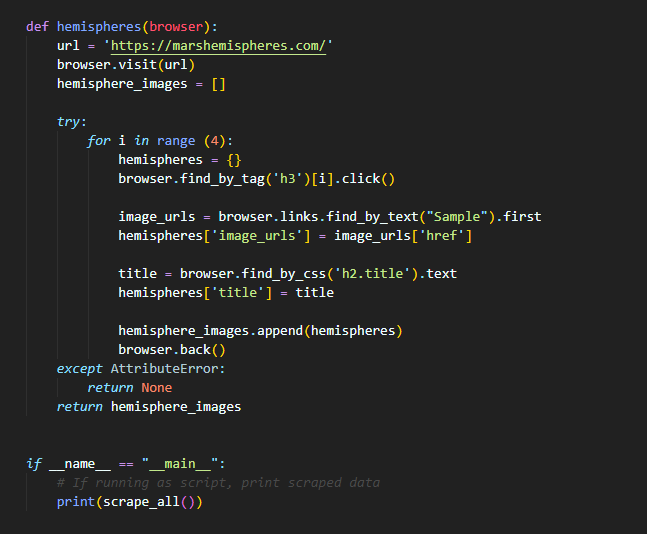 def hemispheres(browser):
    url = 'https://marshemispheres.com/'
    browser.visit(url)
    hemisphere_images = []

    try:
        for i in range (4):
            hemispheres = {}
            browser.find_by_tag('h3')[i].click()

            image_urls = browser.links.find_by_text("Sample").first
            hemispheres['image_urls'] = image_urls['href']

            title = browser.find_by_css('h2.title').text
            hemispheres['title'] = title

            hemisphere_images.append(hemispheres)
            browser.back()
    except AttributeError:
        return None
    return hemisphere_images


if __name__ == "__main__":
    # If running as script, print scraped data
    print(scrape_all())